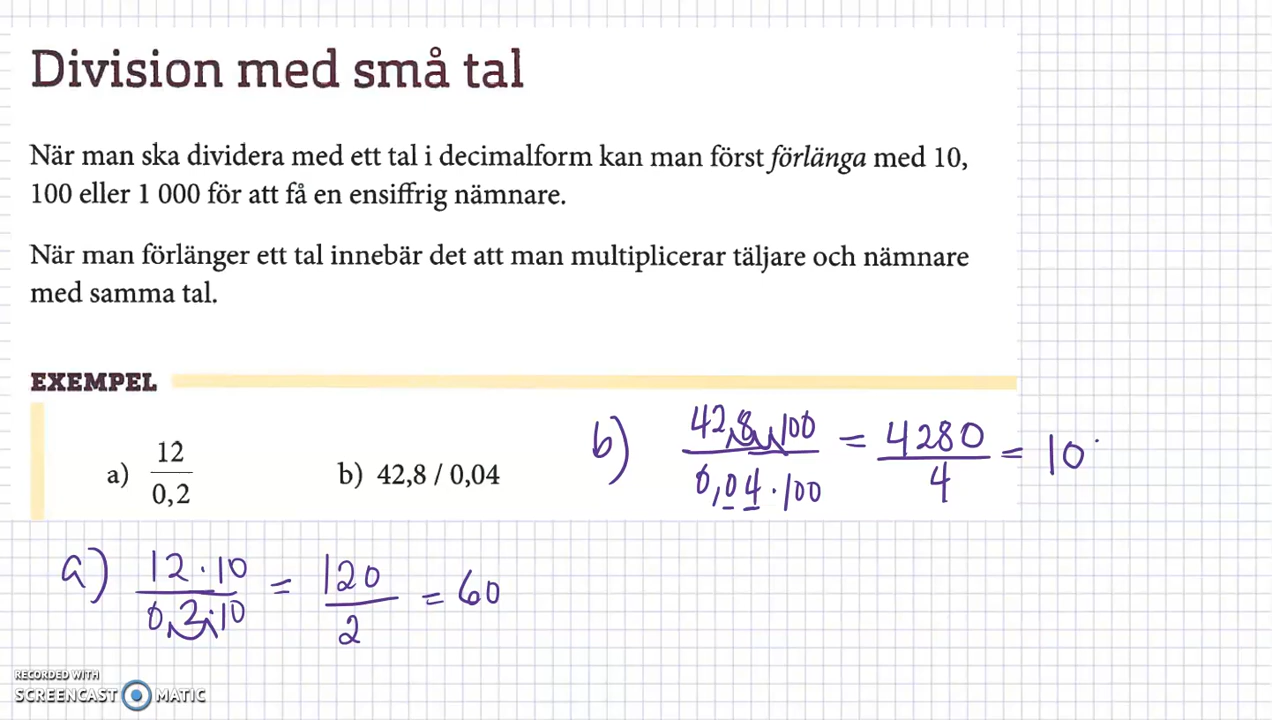 Division med små tal
När man ska dividera med ett tal i decimalform kan man först förlänga med 10,
100 eller 1 000 för att få en ensiffrig nämnare.
När man förlänger ett tal innebär det att man multiplicerar täljare och nämnare
med samma tal.
EXEMPEL
a) 12/0,2
b) 42,8 / 0,04
b) 42,8·100/0,04·100 = 4280/4 = 10
a) 12·10/0,2·10 = 120/2 = 60
RECORDED WITH
SCREENCAST MATIC